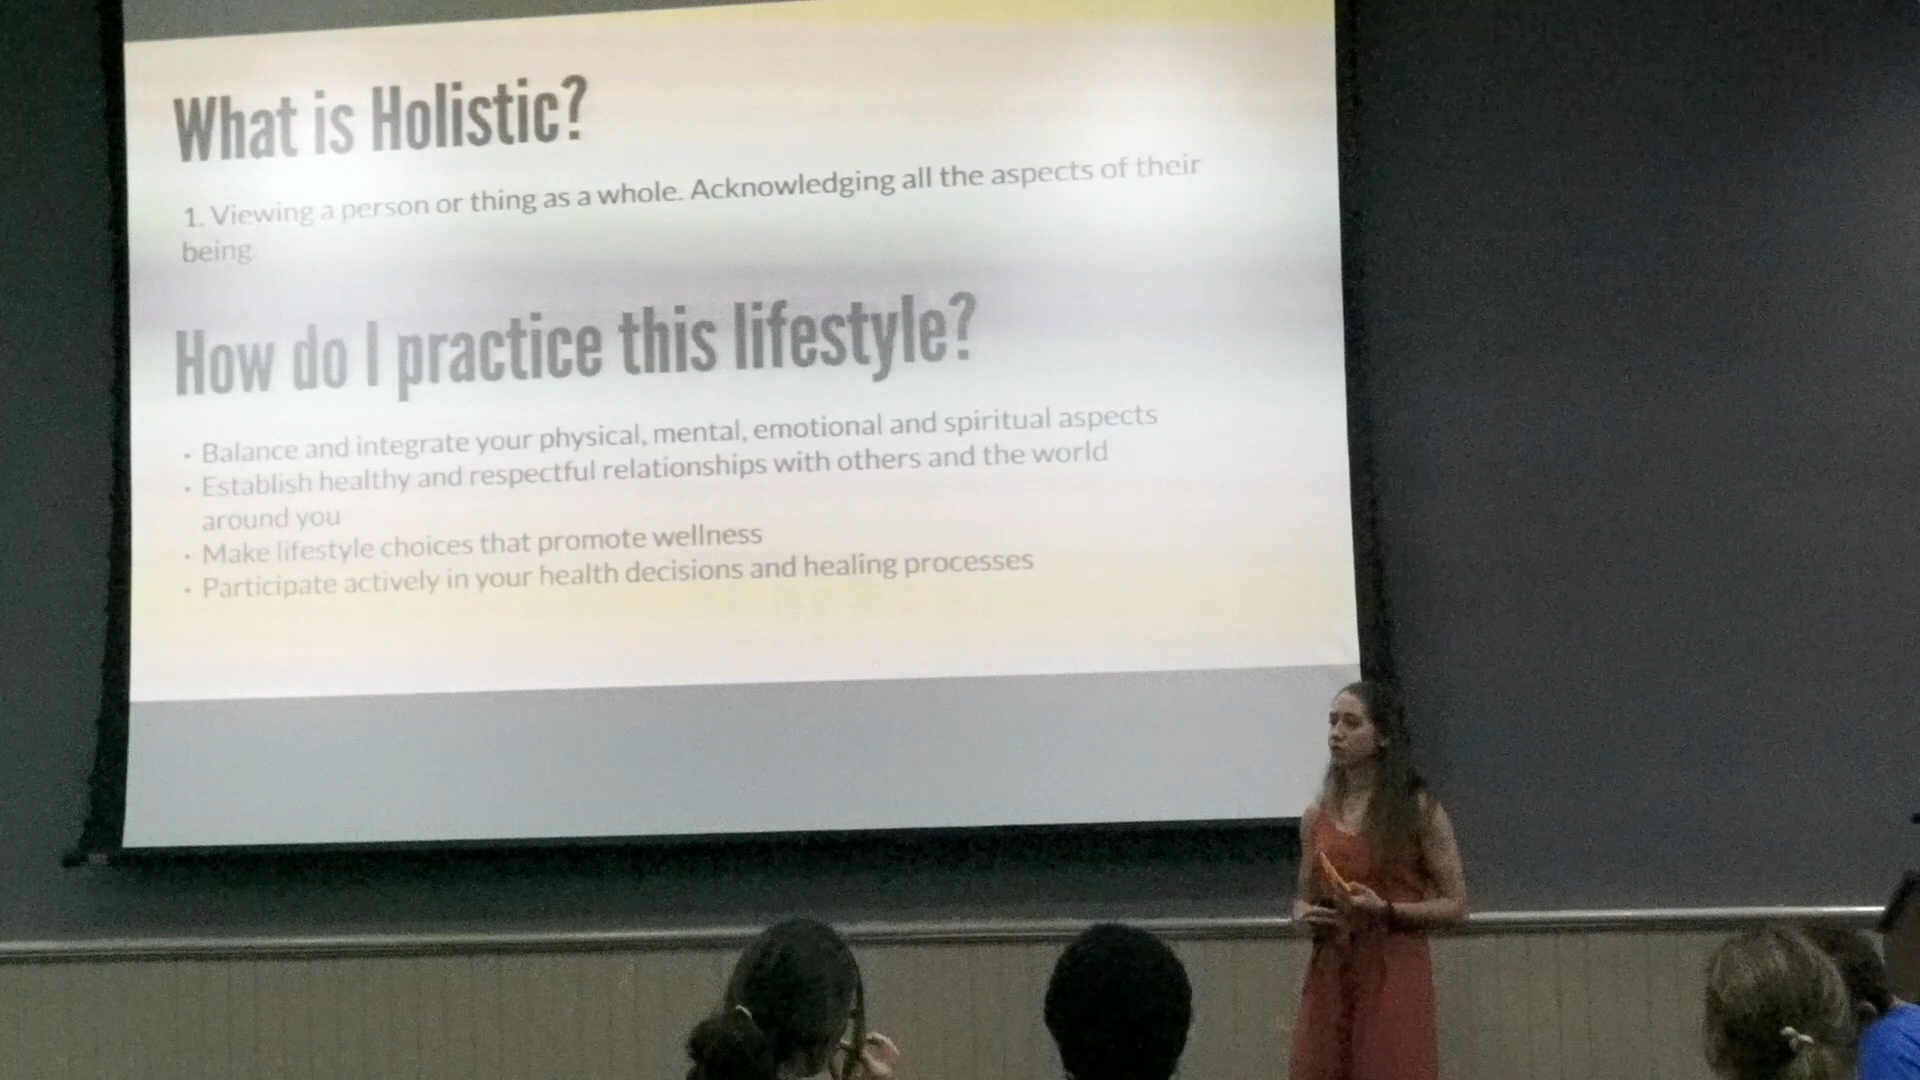 What is Holistic?
1. Viewing a person or thing as a whole. Acknowledging all the aspects of their
being.
How do I practice this lifestyle?
· Balance and integrate your physical, mental, emotional and spiritual aspects
· Establish healthy and respectful relationships with others and the world
around you
· Make lifestyle choices that promote wellness
· Participate actively in your health decisions and healing processes